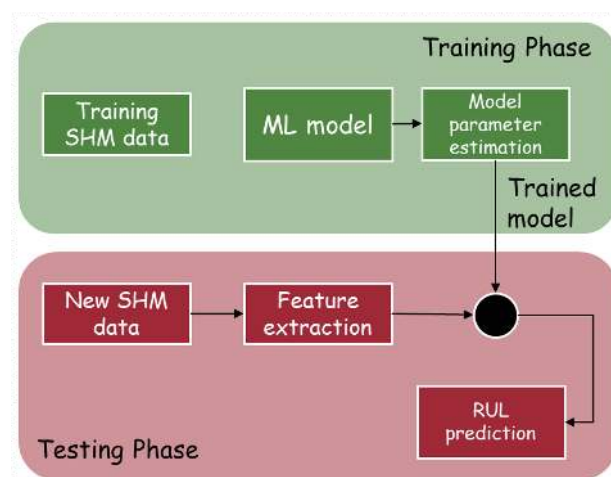 Training Phase
Training
SHM data
ML model
Model
parameter
estimation
Trained
model
New SHM
data
Feature
extraction
RUL
prediction
Testing Phase